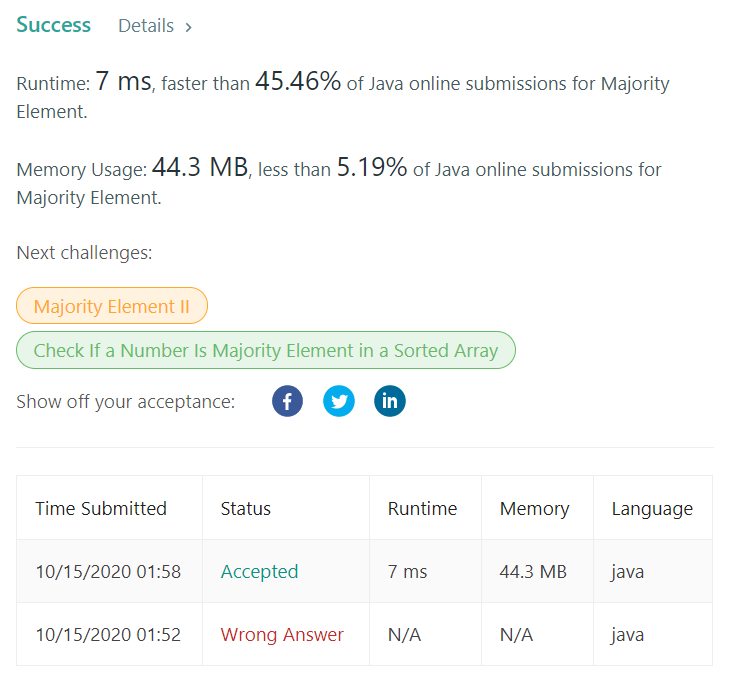 Success Details >
Runtime: 7 ms, faster than 45.46% of Java online submissions for Majority
Element.
Memory Usage: 44.3 MB, less than 5.19% of Java online submissions for
Majority Element.
Next challenges:
Majority Element II
Check If a Number Is Majority Element in a Sorted Array
Show off your acceptance: f in
Time Submitted Status Runtime Memory Language
10/15/2020 01:58 Accepted 7 ms 44.3 MB java
10/15/2020 01:52 Wrong Answer N/A N/A java